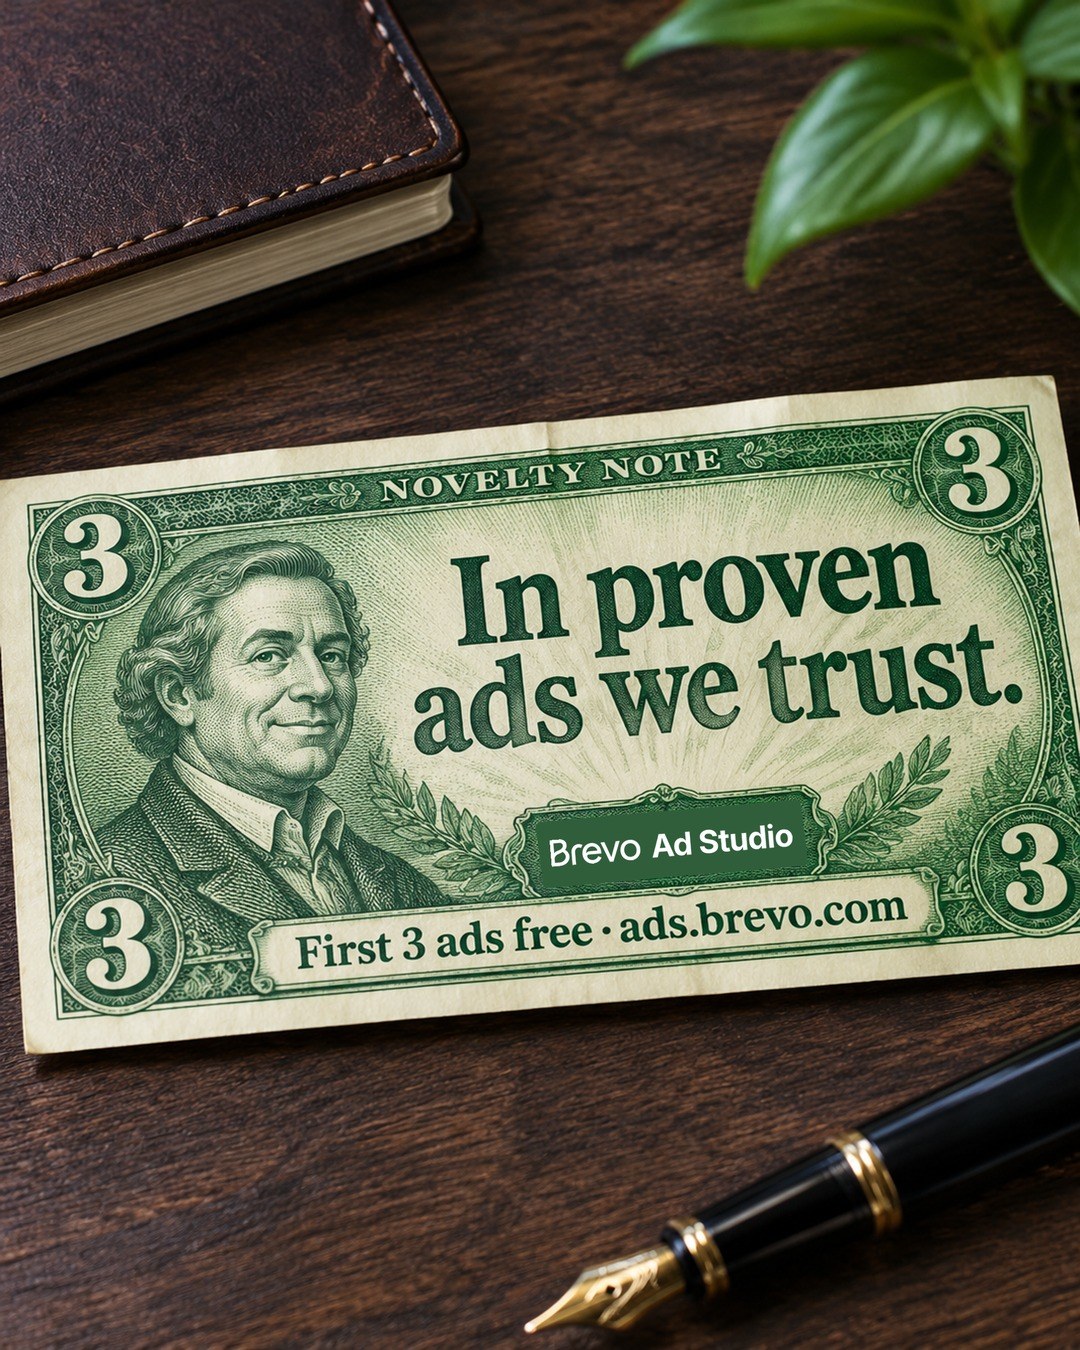 NOVELTY NOTE
3
3
In proven
ads we trust.
Brevo Ad Studio
First 3 ads free · ads.brevo.com
3
3